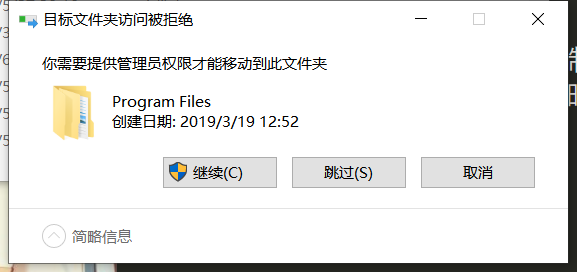 目标文件夹访问被拒绝
你需要提供管理员权限才能移动到此文件夹
Program Files
创建日期: 2019/3/19 12:52
继续(C)
跳过(S)
取消
简略信息